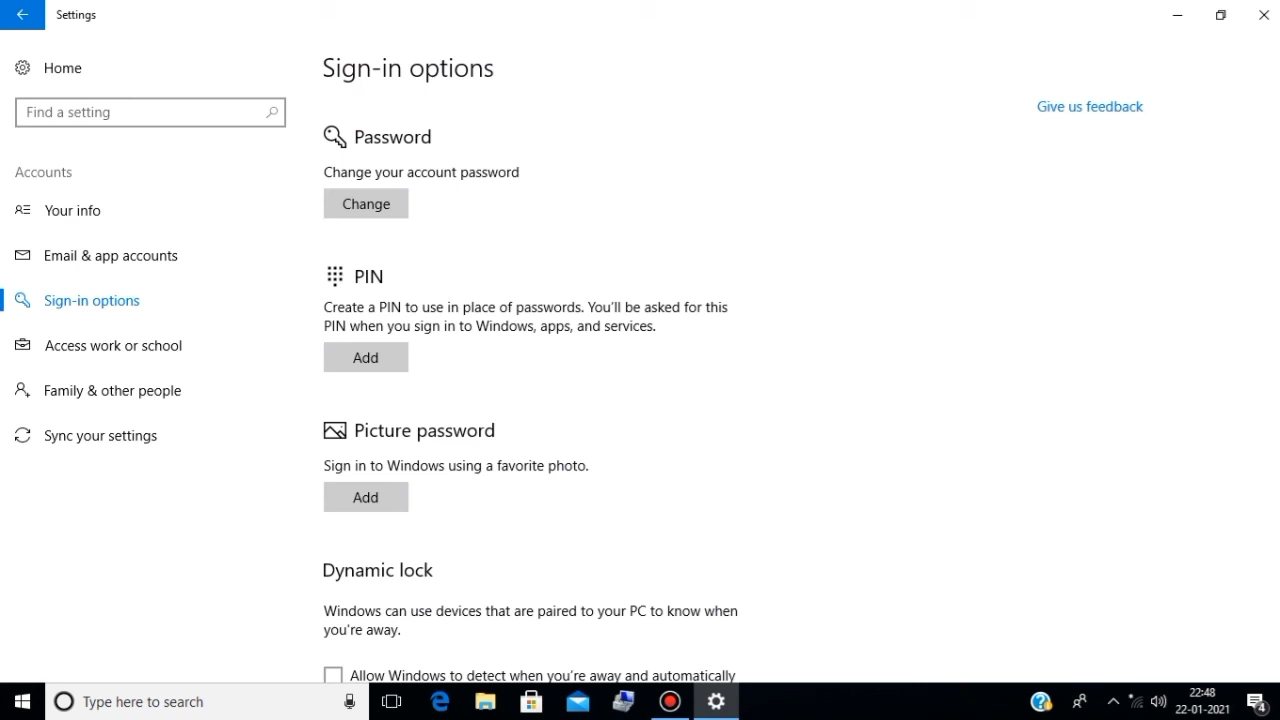 Settings
Home
Find a setting
Accounts
Your info
Email & app accounts
Sign-in options
Access work or school
Family & other people
Sync your settings
Sign-in options
Give us feedback
Password
Change your account password
Change
PIN
Create a PIN to use in place of passwords. You'll be asked for this
PIN when you sign in to Windows, apps, and services.
Add
Picture password
Sign in to Windows using a favorite photo.
Add
Dynamic lock
Windows can use devices that are paired to your PC to know when
you're away.
Allow Windows to detect when you're away and automatically
Type here to search
22:48
22-01-2021
4